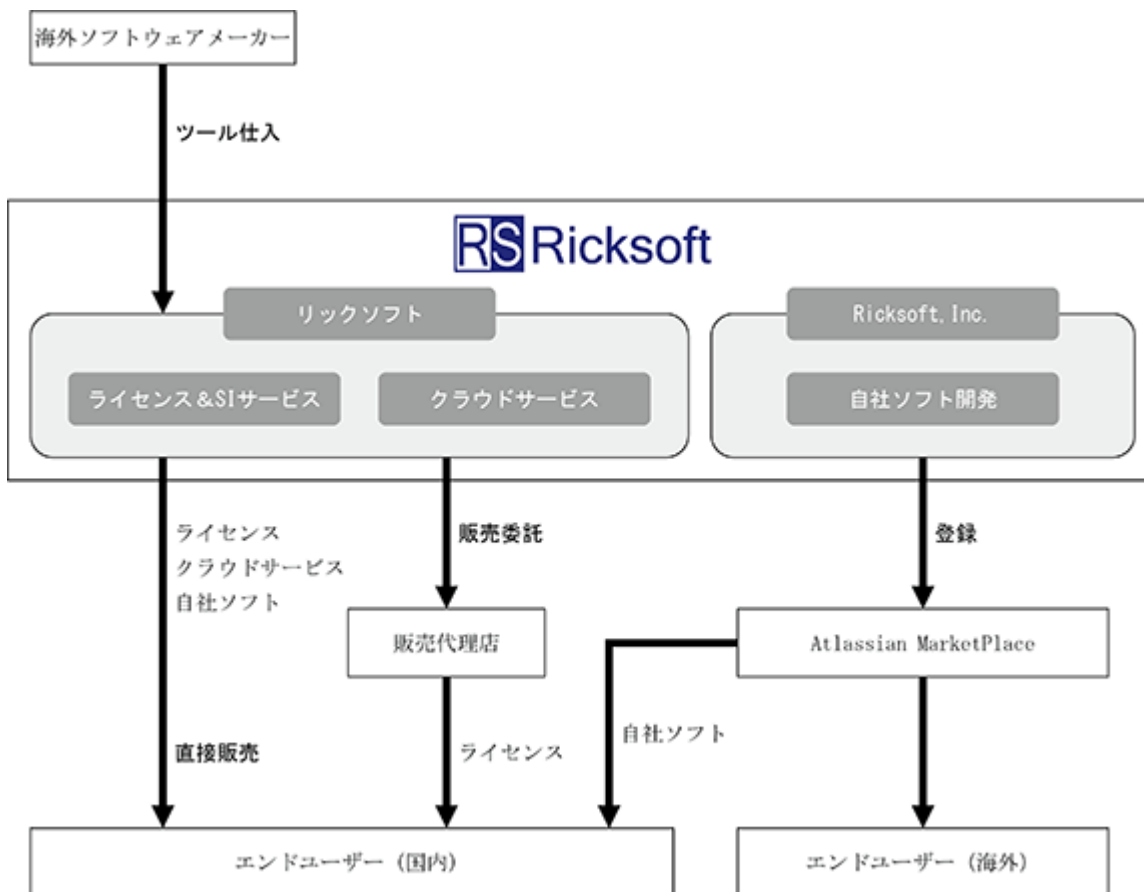 海外ソフトウェアメーカー
ツール仕入
RS Ricksoft
リックソフト
Ricksoft, Inc.
ライセンス＆SIサービス
クラウドサービス
自社ソフト開発
ライセンス
クラウドサービス
自社ソフト
販売委託
登録
販売代理店
Atlassian MarketPlace
直接販売
ライセンス
自社ソフト
エンドユーザー（国内）
エンドユーザー（海外）